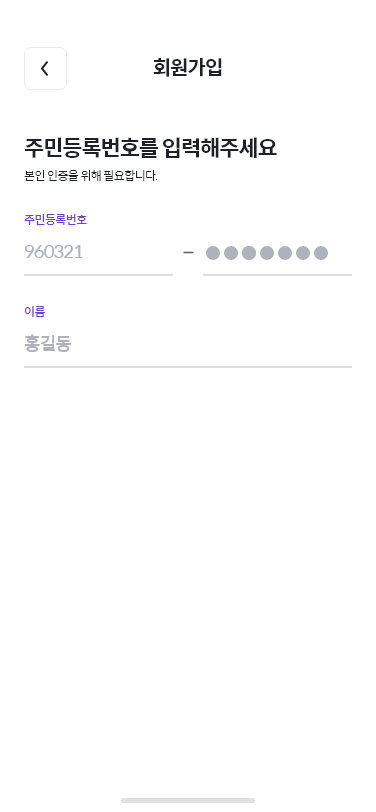 회원가입
주민등록번호를 입력해주세요
본인 인증을 위해 필요합니다.
주민등록번호
960321 – ●●●●●●●
이름
홍길동